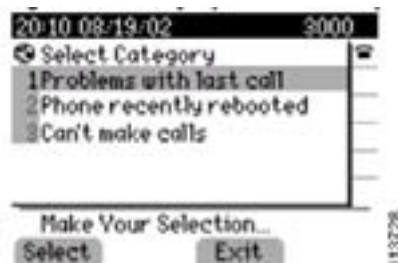 20:10 08/19/02 3000
Select Category
1 Problems with last call
2 Phone recently rebooted
3 Can't make calls
Make Your Selection...
Select Exit
113728